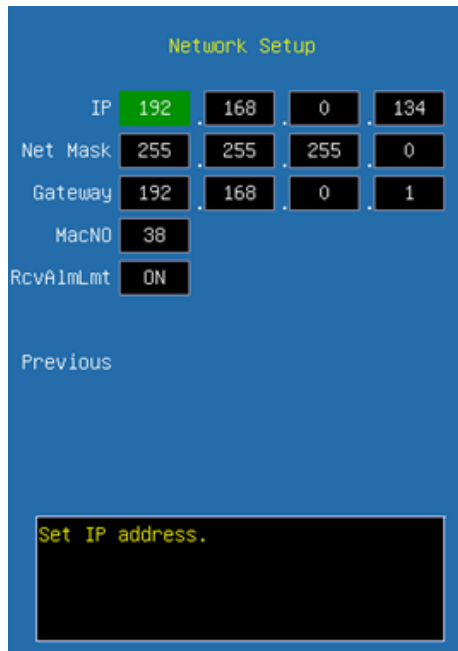 Network Setup
IP 192 . 168 . 0 . 134
Net Mask 255 . 255 . 255 . 0
Gateway 192 . 168 . 0 . 1
MacNO 38
RcvAlmLmt ON
Previous
Set IP address.